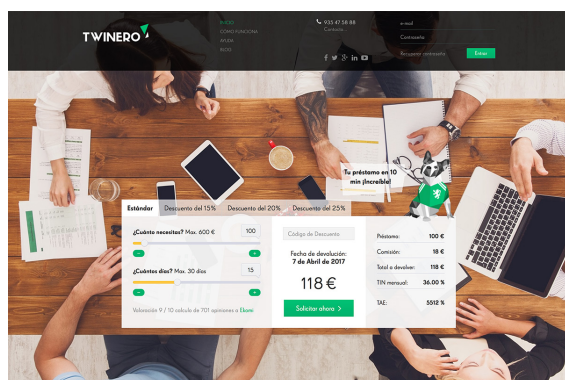 TWINERO
INICIO
CÓMO FUNCIONA
AYUDA
BLOG
935 47 58 88
Contacto
e-mail
Contraseña
Recuperar contraseña
Entrar
Tu préstamo en 10
min ¡Increíble!
Estándar
Descuento del 15%
Descuento del 20%
Descuento del 25%
¿Cuánto necesitas? Max. 600 €
100
¿Cuántos días? Max. 30 días
15
Valoración 9 / 10 calculo de 701 opiniones a Ekomi
Código de Descuento
Fecha de devolución:
7 de Abril de 2017
118 €
Solicitar ahora >
Préstamo: 100 €
Comisión: 18 €
Total a devolver: 118 €
TIN mensual: 36.00 %
TAE: 5512 %